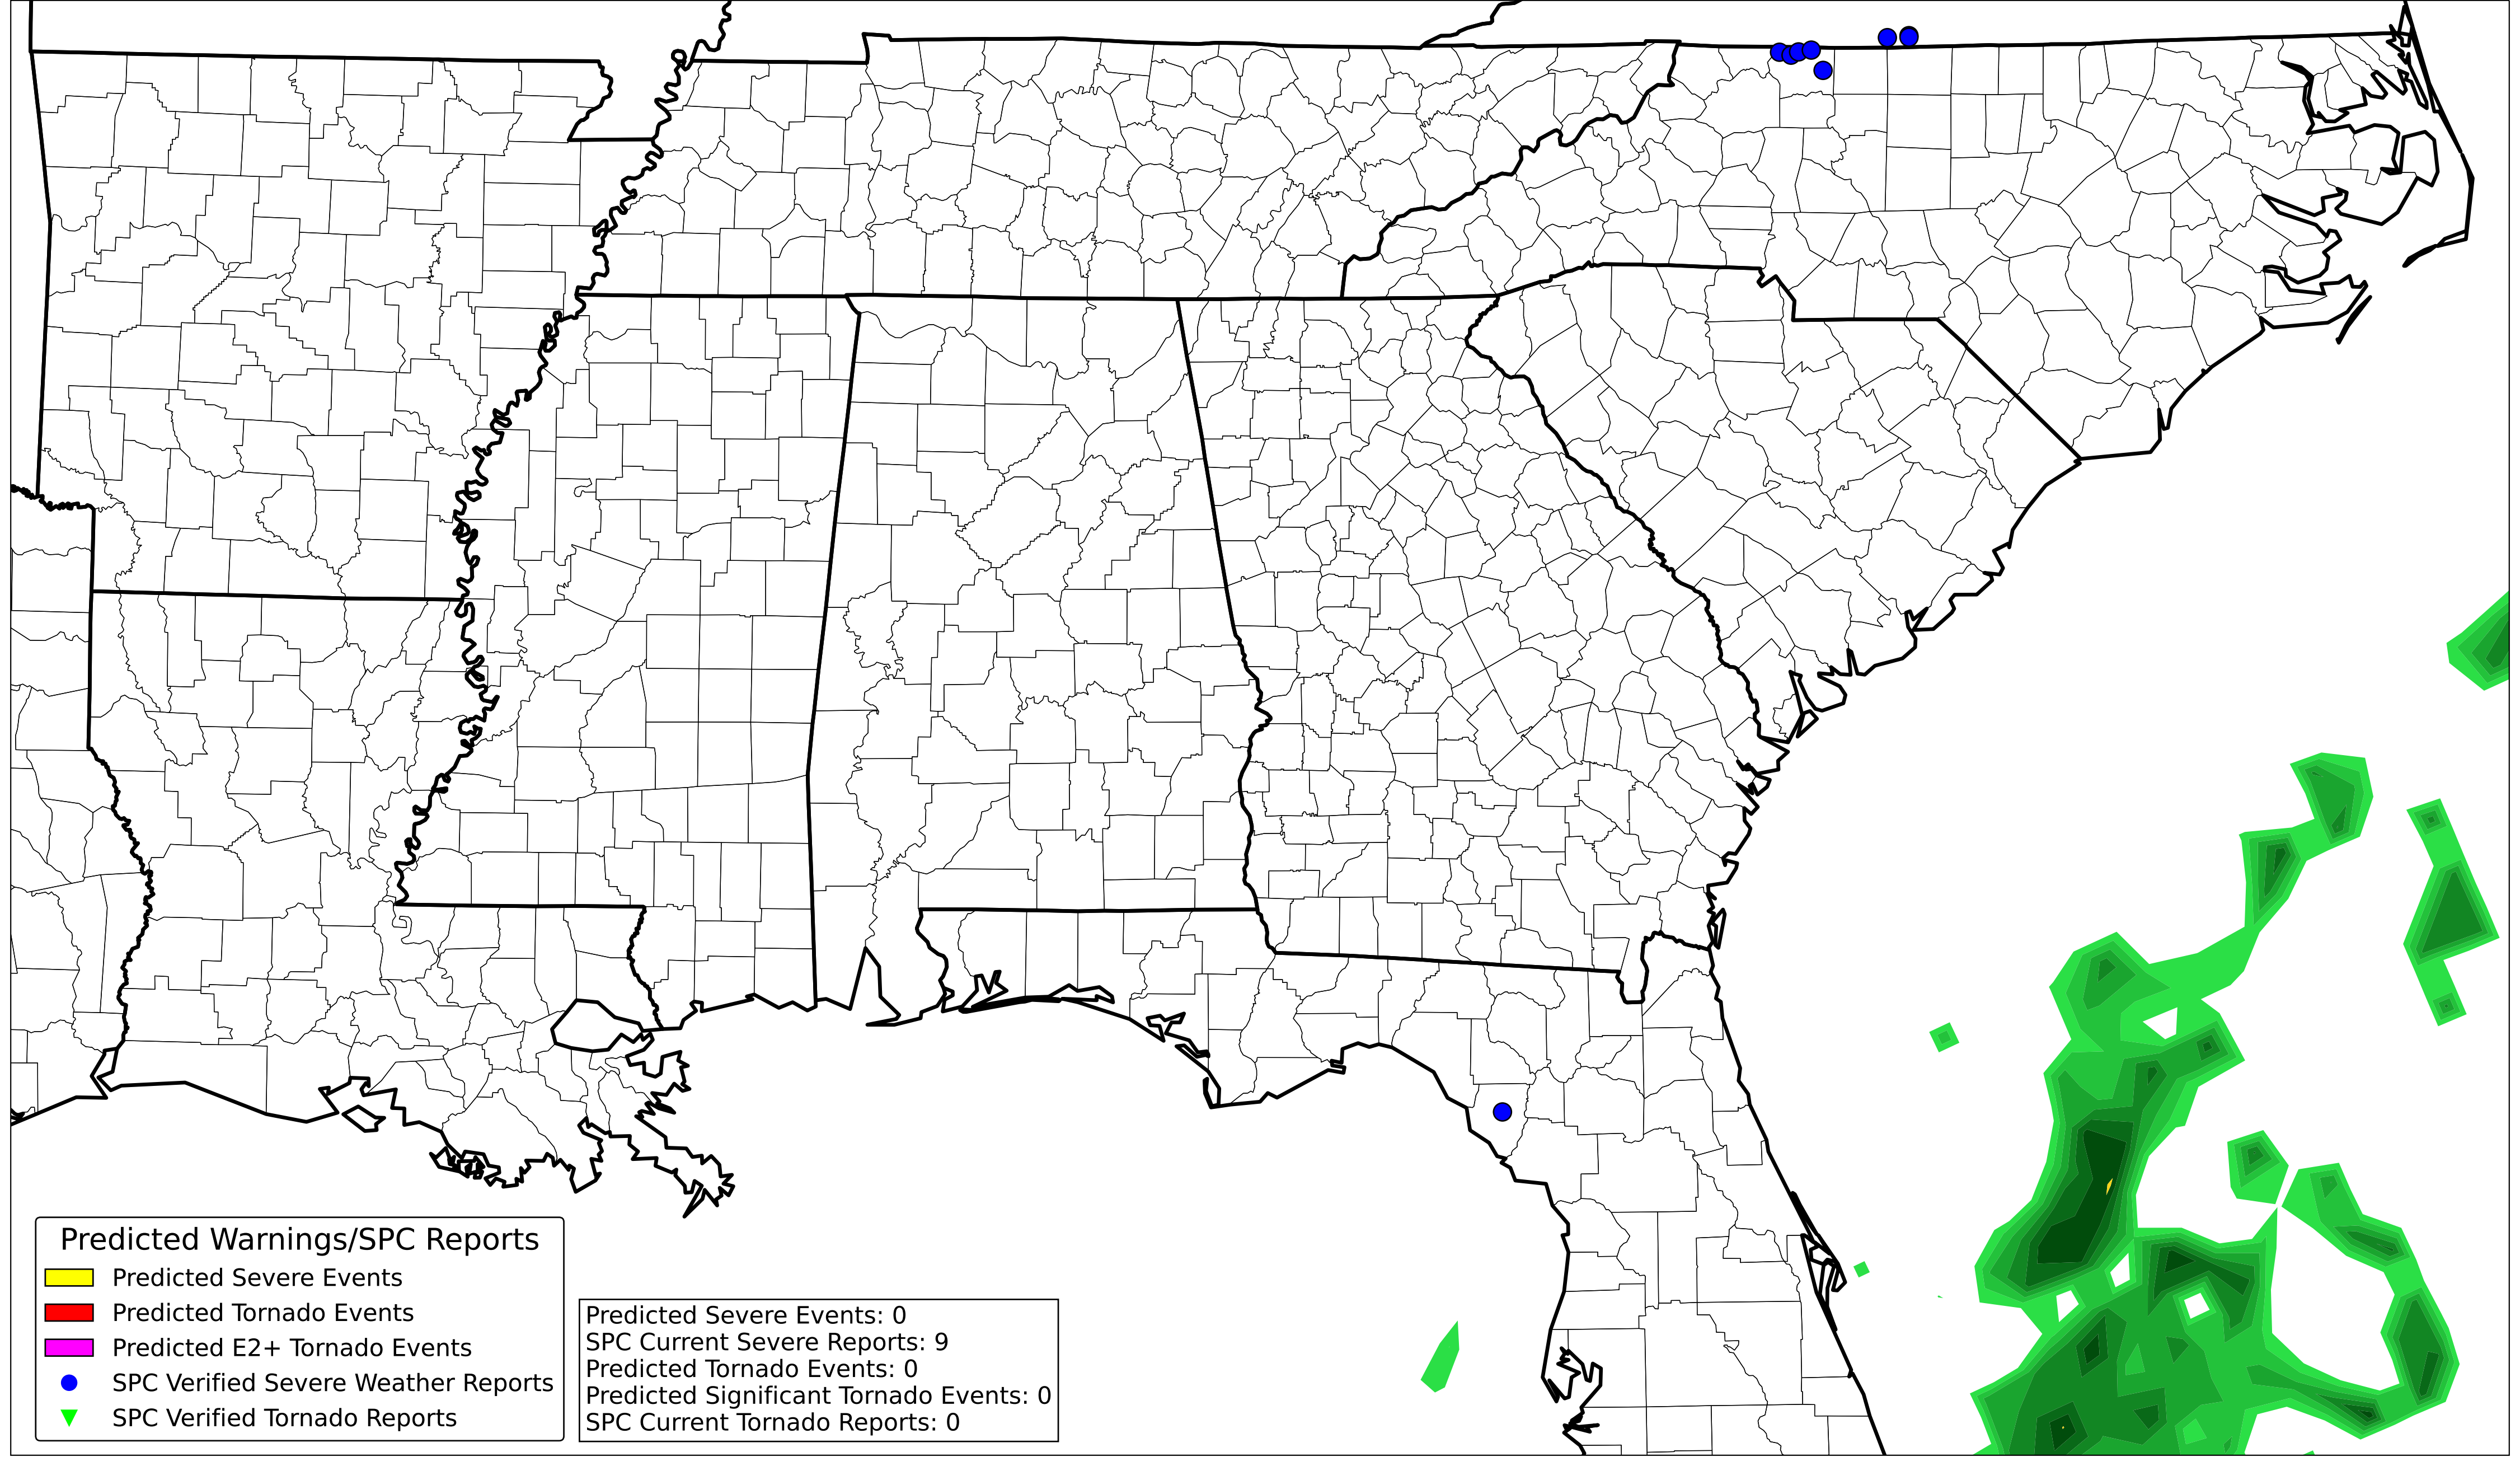 Predicted Warnings/SPC Reports
Predicted Severe Events
Predicted Tornado Events
Predicted E2+ Tornado Events
SPC Verified Severe Weather Reports
SPC Verified Tornado Reports
Predicted Severe Events: 0
SPC Current Severe Reports: 9
Predicted Tornado Events: 0
Predicted Significant Tornado Events: 0
SPC Current Tornado Reports: 0